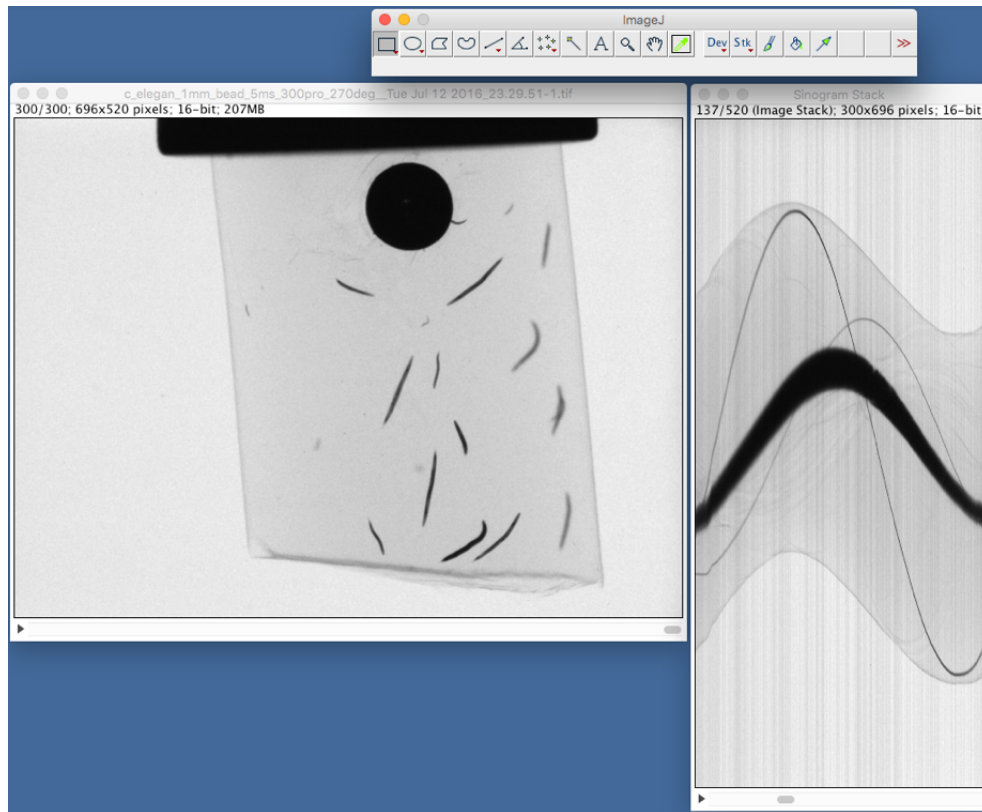 ImageJ
A
Dev Stk
>>
c_elegan_1mm_bead_5ms_300pro_270deg__Tue Jul 12 2016_23.29.51-1.tif
300/300; 696x520 pixels; 16-bit; 207MB
Sinogram Stack
137/520 (Image Stack); 300x696 pixels; 16-bit